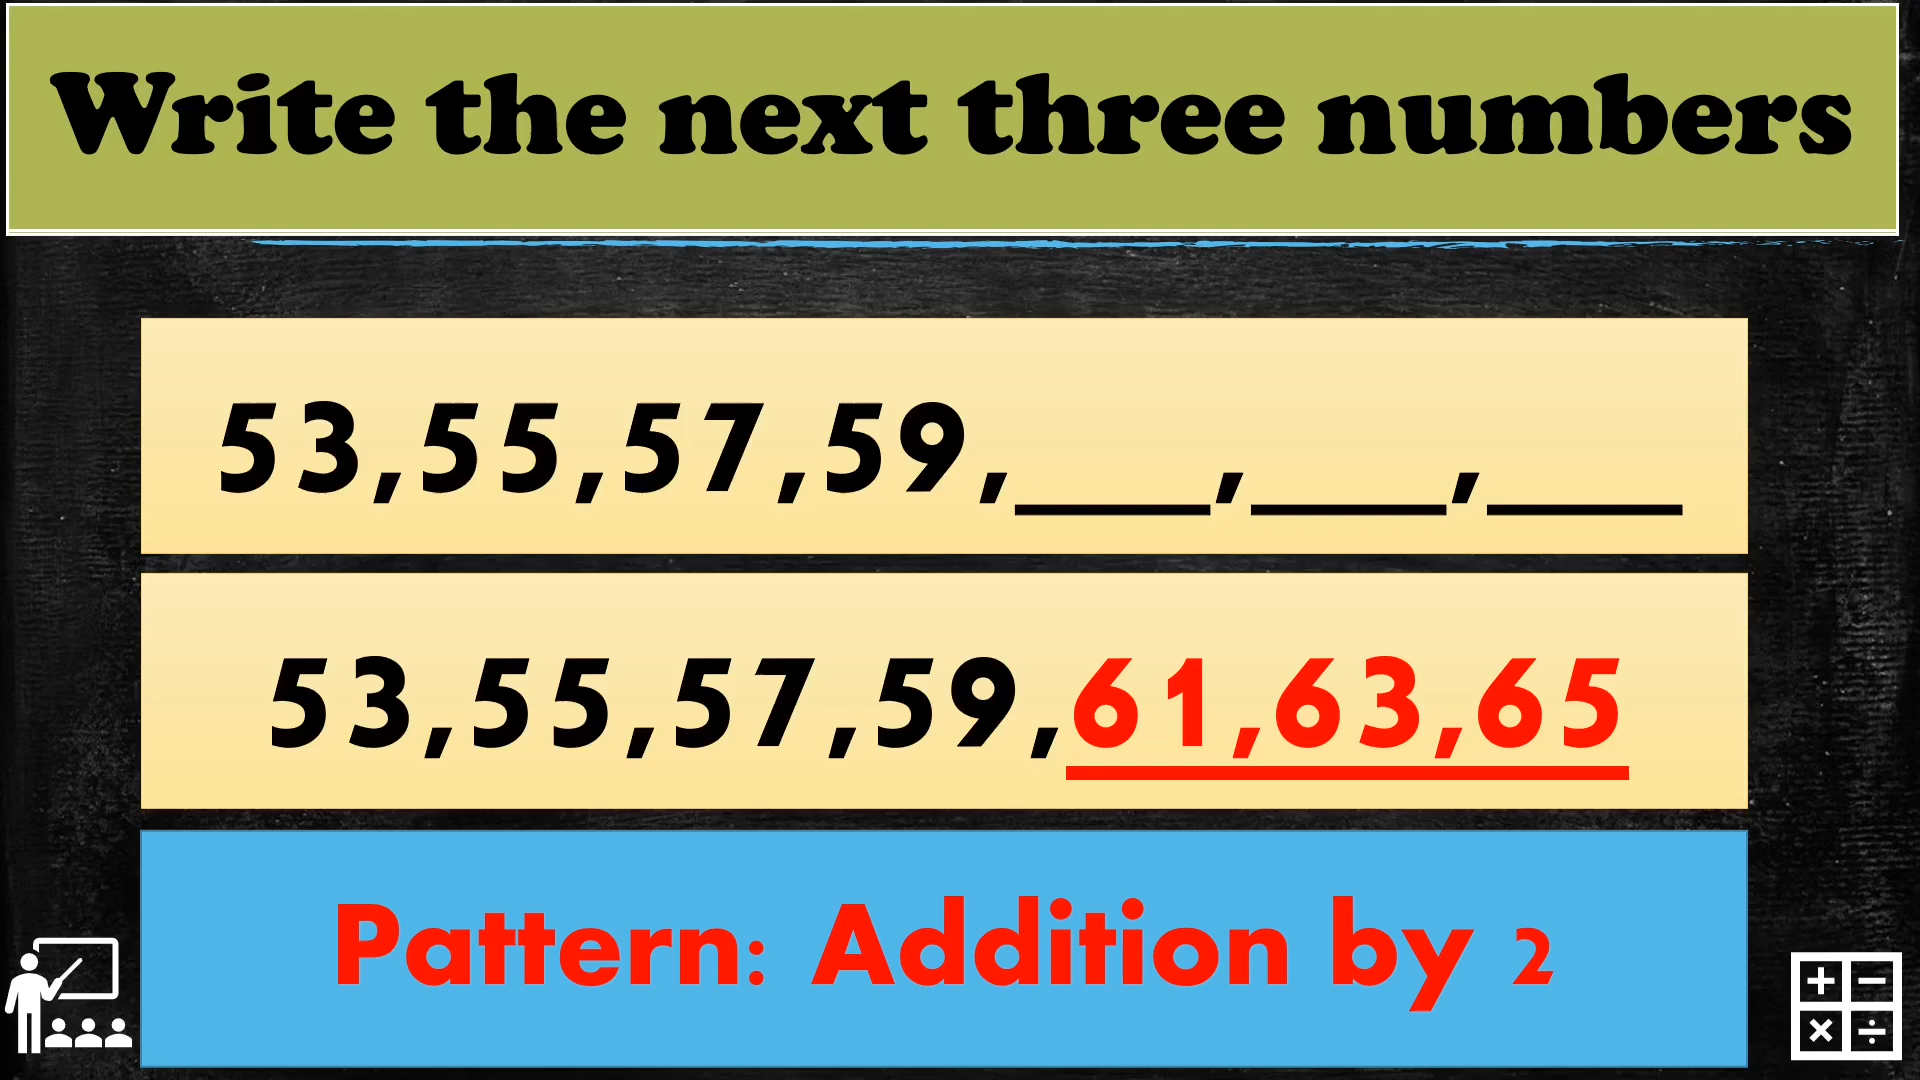 Write the next three numbers
53,55,57,59,___,___,___
53,55,57,59,61,63,65
Pattern: Addition by 2